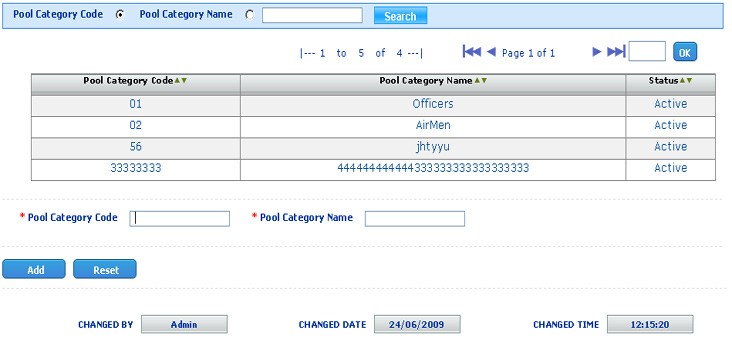 Pool Category Code Pool Category Name Search
|--- 1 to 5 of 4 ---| Page 1 of 1 OK
Pool Category Code Pool Category Name Status
01 Officers Active
02 AirMen Active
56 jhtyyu Active
33333333 444444444444333333333333333333 Active
* Pool Category Code * Pool Category Name
Add Reset
CHANGED BY Admin CHANGED DATE 24/06/2009 CHANGED TIME 12:15:20